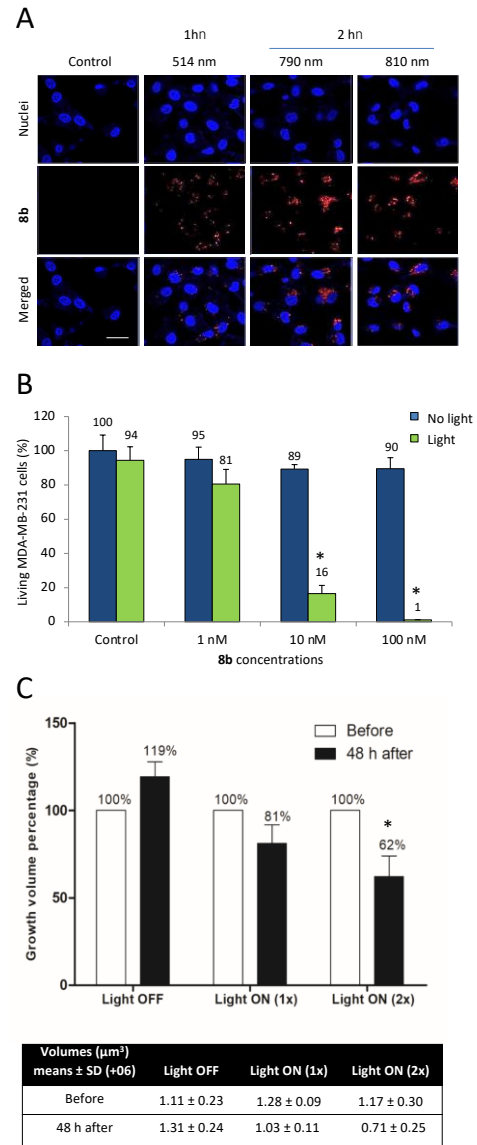 A
1hn 2 hn
Control 514 nm 790 nm 810 nm
Nuclei
8b
Merged
B
Living MDA-MB-231 cells (%)
120
100
80
60
40
20
0
100 94 95 81 89 * 16 90 * 1
No light
Light
Control 1 nM 10 nM 100 nM
8b concentrations
C
Growth volume percentage (%)
150
100
50
0
Before
48 h after
100% 119% 100% 81% 100% * 62%
Light OFF Light ON (1x) Light ON (2x)
Volumes (µm³)
means ± SD (+06) Light OFF Light ON (1x) Light ON (2x)
Before 1.11 ± 0.23 1.28 ± 0.09 1.17 ± 0.30
48 h after 1.31 ± 0.24 1.03 ± 0.11 0.71 ± 0.25